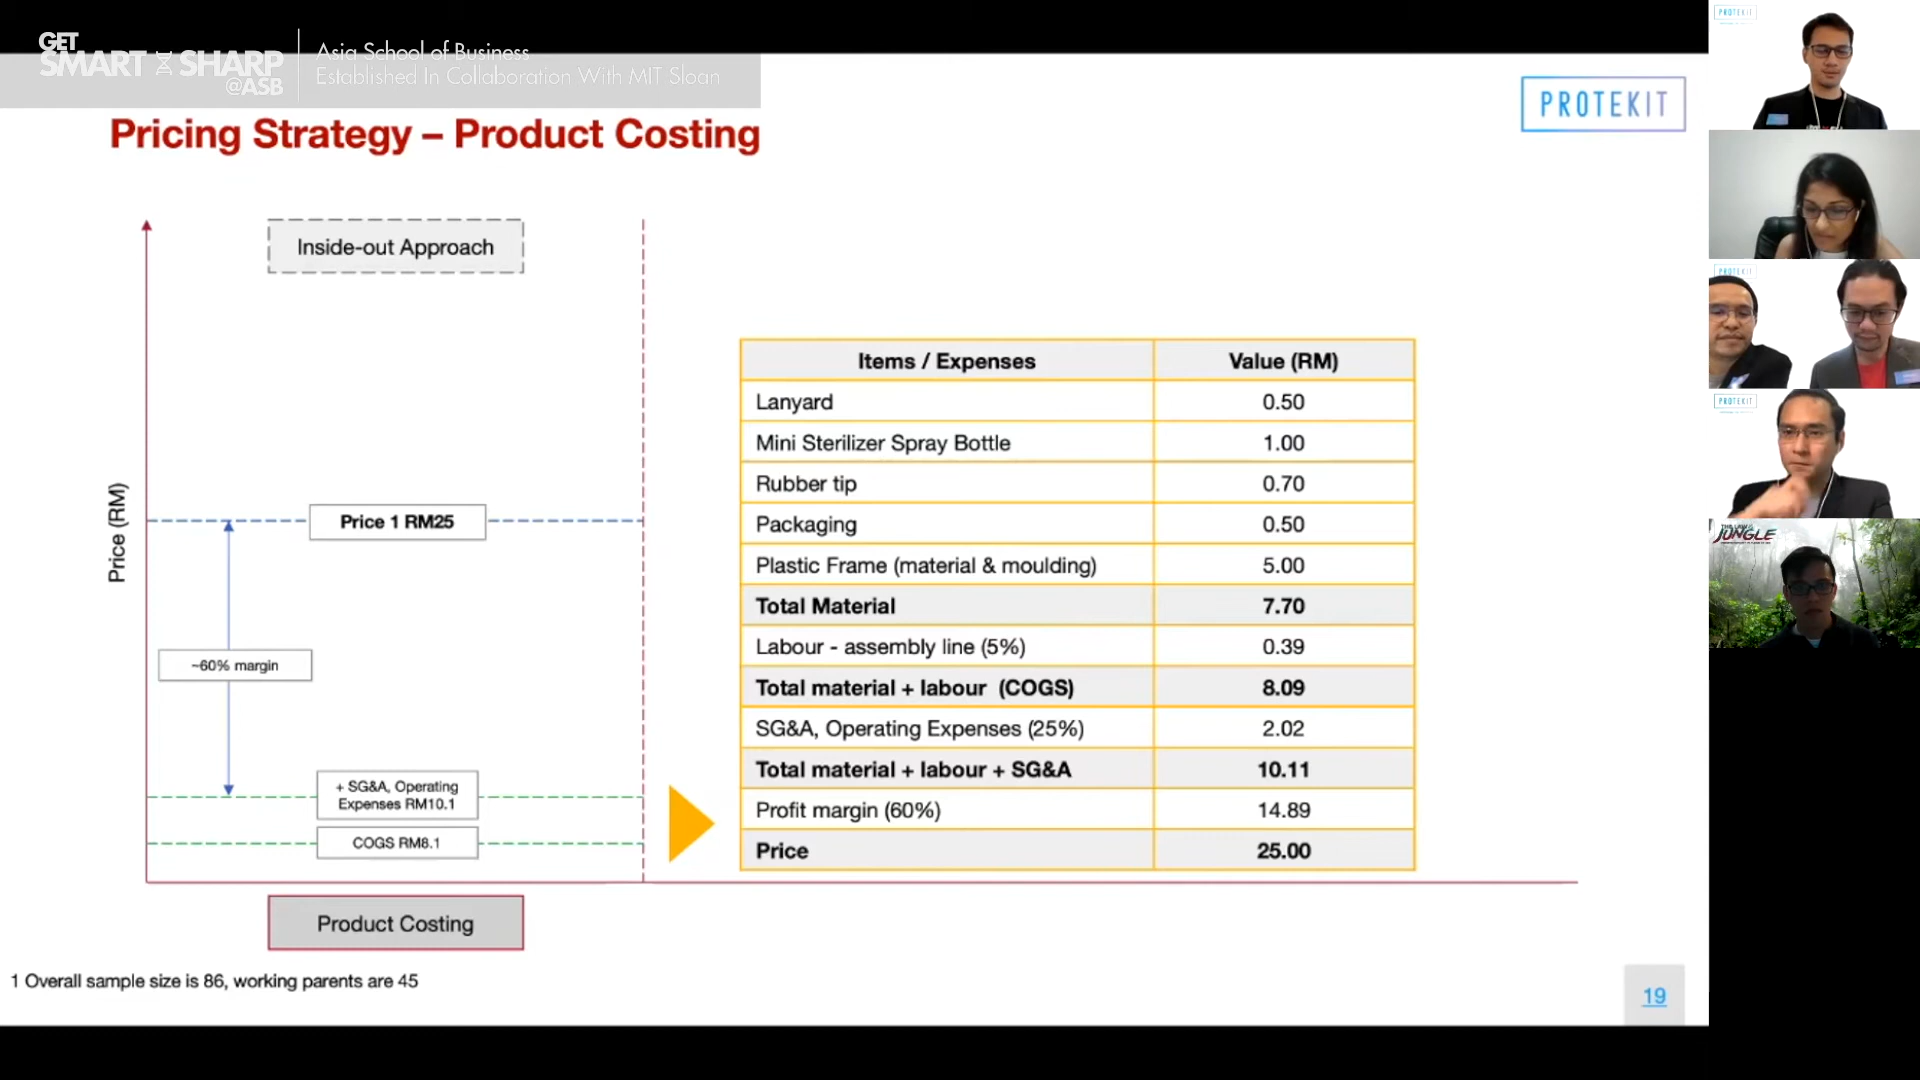 GET
SMART SHARP
@ASB
Asia School of Business
Established In Collaboration With MIT Sloan
PROTEKIT
Pricing Strategy – Product Costing
Inside-out Approach
Price (RM)
Price 1 RM25
~60% margin
+ SG&A, Operating
Expenses RM10.1
COGS RM8.1
Product Costing
Items / Expenses Value (RM)
Lanyard 0.50
Mini Sterilizer Spray Bottle 1.00
Rubber tip 0.70
Packaging 0.50
Plastic Frame (material & moulding) 5.00
Total Material 7.70
Labour - assembly line (5%) 0.39
Total material + labour (COGS) 8.09
SG&A, Operating Expenses (25%) 2.02
Total material + labour + SG&A 10.11
Profit margin (60%) 14.89
Price 25.00
1 Overall sample size is 86, working parents are 45
19
PROTEKIT
PROTEKIT
PROTEKIT
JUNGLE